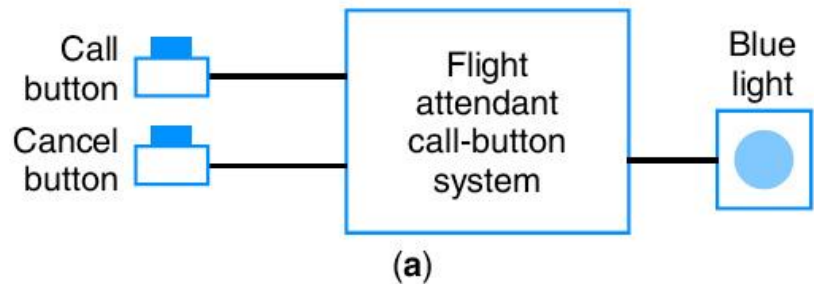 Call
button
Cancel
button
Flight
attendant
call-button
system
Blue
light
(a)